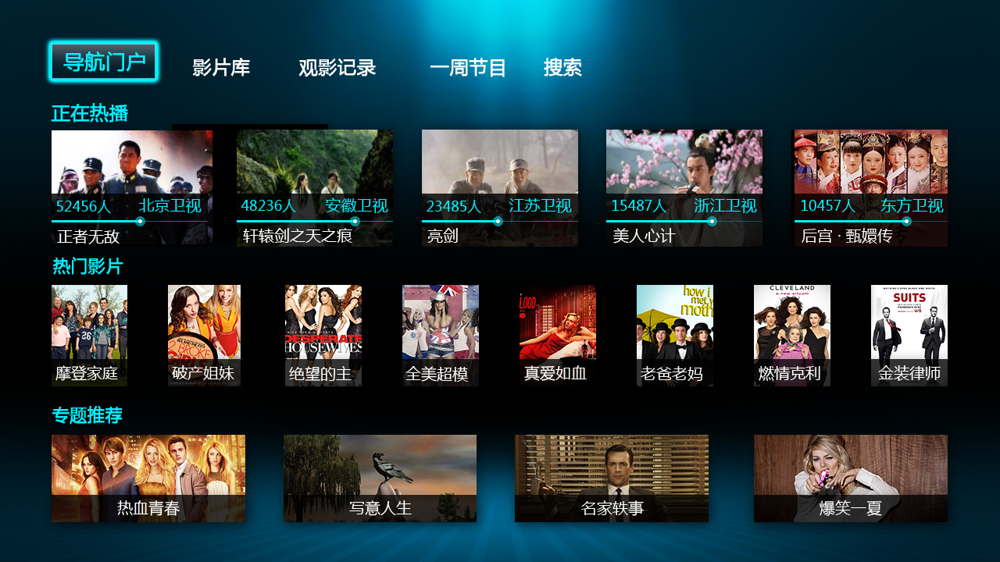 导航门户
影片库
观影记录
一周节目
搜索
正在热播
52456人 北京卫视
正者无敌
48236人 安徽卫视
轩辕剑之天之痕
23485人 江苏卫视
亮剑
15487人 浙江卫视
美人心计
10457人 东方卫视
后宫·甄嬛传
热门影片
摩登家庭
2 BROKE
破产姐妹
DESPERATE
HOUSEWIVES
绝望的主
全美超模
真爱如血
how i
met y
moth
老爸老妈
CLEVELAND
a new sitcom
燃情克利
SUITS
金装律师
专题推荐
热血青春
写意人生
名家轶事
爆笑一夏